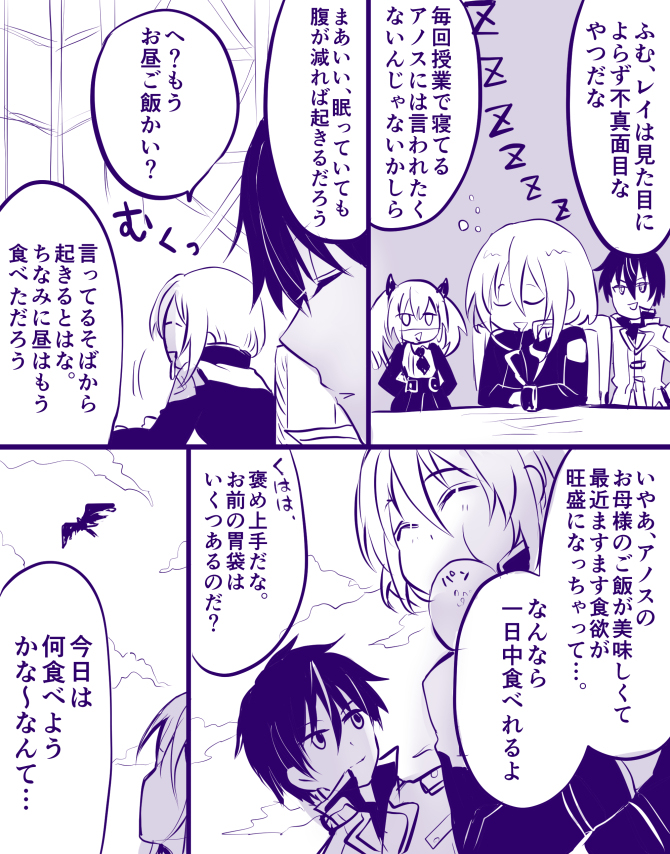 ふむ、レイは見た目に
よらず不真面目な
やつだな
Z
Z
Z
Z
Z
Z
Z
毎回授業で寝てる
アノスには言われたく
ないんじゃないかしら
まあいい、眠っていても
腹が減れば起きるだろう
へ？もう
お昼ご飯かい？
むくっ
言ってるそばから
起きるとはな。
ちなみに昼はもう
食べただろう
いやあ、アノスの
お母様のご飯が美味しくて
最近ますます食欲が
旺盛になっちゃって…。
パン
なんなら
一日中食べれるよ
くはは、
褒め上手だな。
お前の胃袋は
いくつあるのだ？
今日は
何食べよう
かな～なんて…